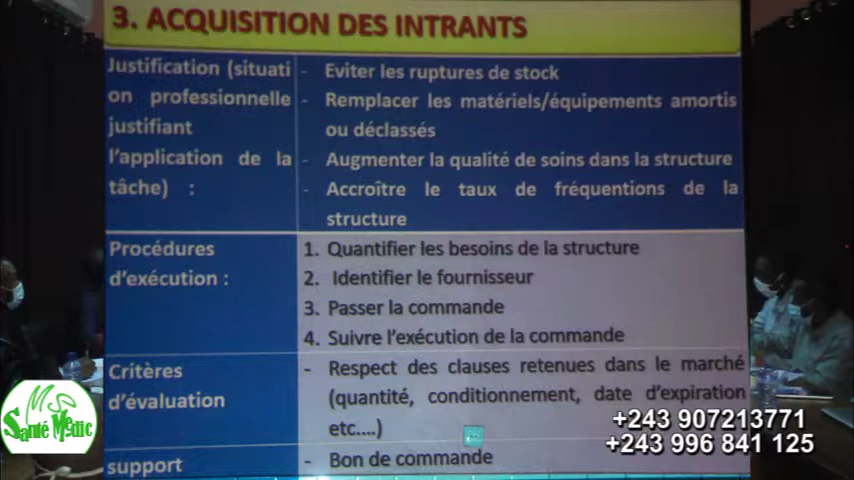 3. ACQUISITION DES INTRANTS
Justification (situati
on professionnelle
justifiant
l'application de la
tâche) :
- Eviter les ruptures de stock
- Remplacer les matériels/équipements amortis
ou déclassés
- Augmenter la qualité de soins dans la structure
- Accroître le taux de fréquentions de la
structure
Procédures
d'exécution :
1. Quantifier les besoins de la structure
2. Identifier le fournisseur
3. Passer la commande
4. Suivre l'exécution de la commande
Critères
d'évaluation
- Respect des clauses retenues dans le marché
(quantité, conditionnement, date d'expiration
etc....)
support
- Bon de commande
MSO
Santé Medic
+243 907213771
+243 996 841 125